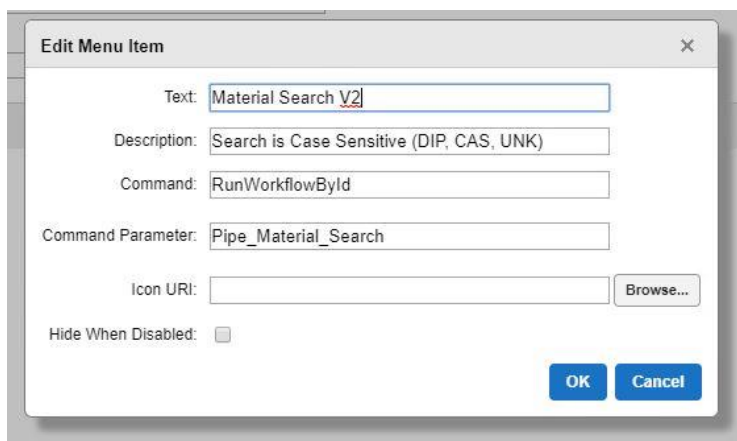 Edit Menu Item ×
Text: Material Search V2
Description: Search is Case Sensitive (DIP, CAS, UNK)
Command: RunWorkflowById
Command Parameter: Pipe_Material_Search
Icon URI: Browse...
Hide When Disabled:
OK Cancel